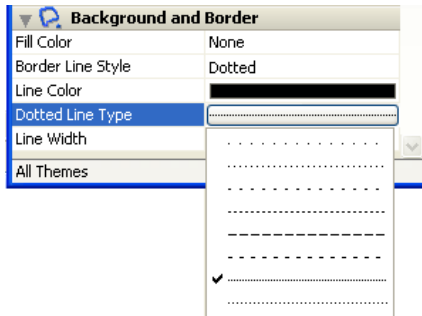 Background and Border
Fill Color None
Border Line Style Dotted
Line Color
Dotted Line Type
Line Width
All Themes